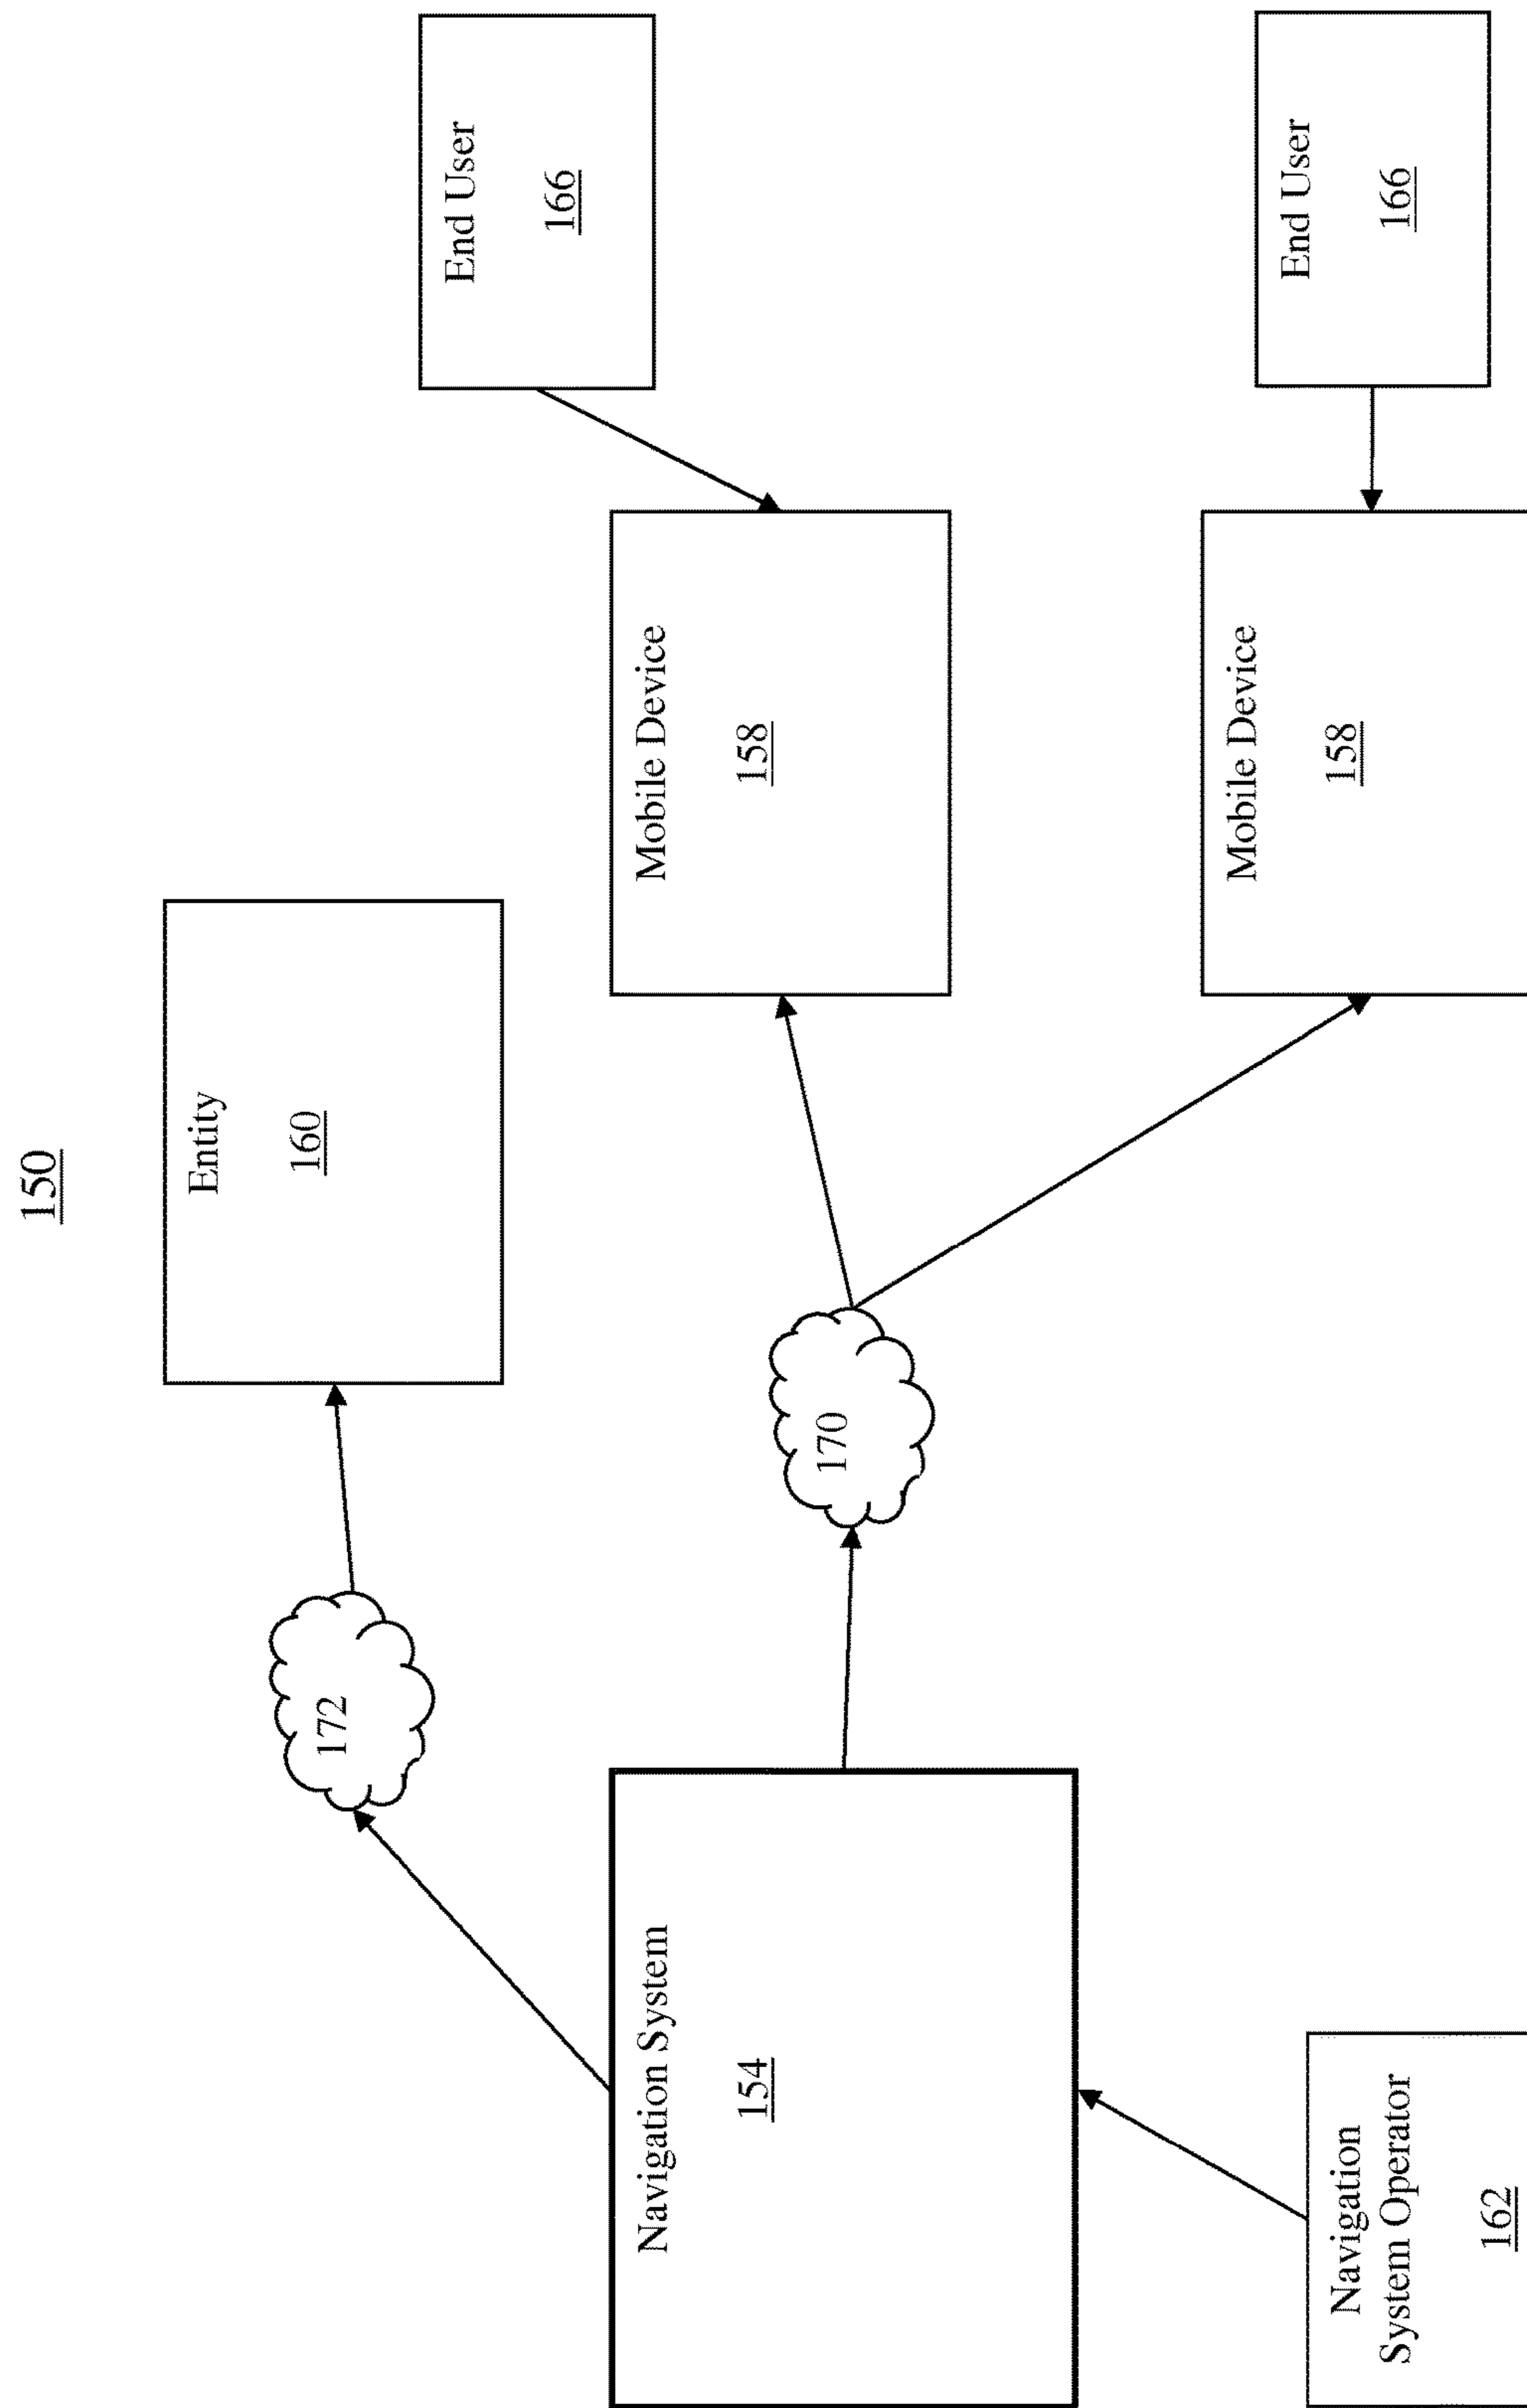 150
Entity
160
172
Navigation System
154
170
Mobile Device
158
End User
166
Navigation
System Operator
162
Mobile Device
158
End User
166